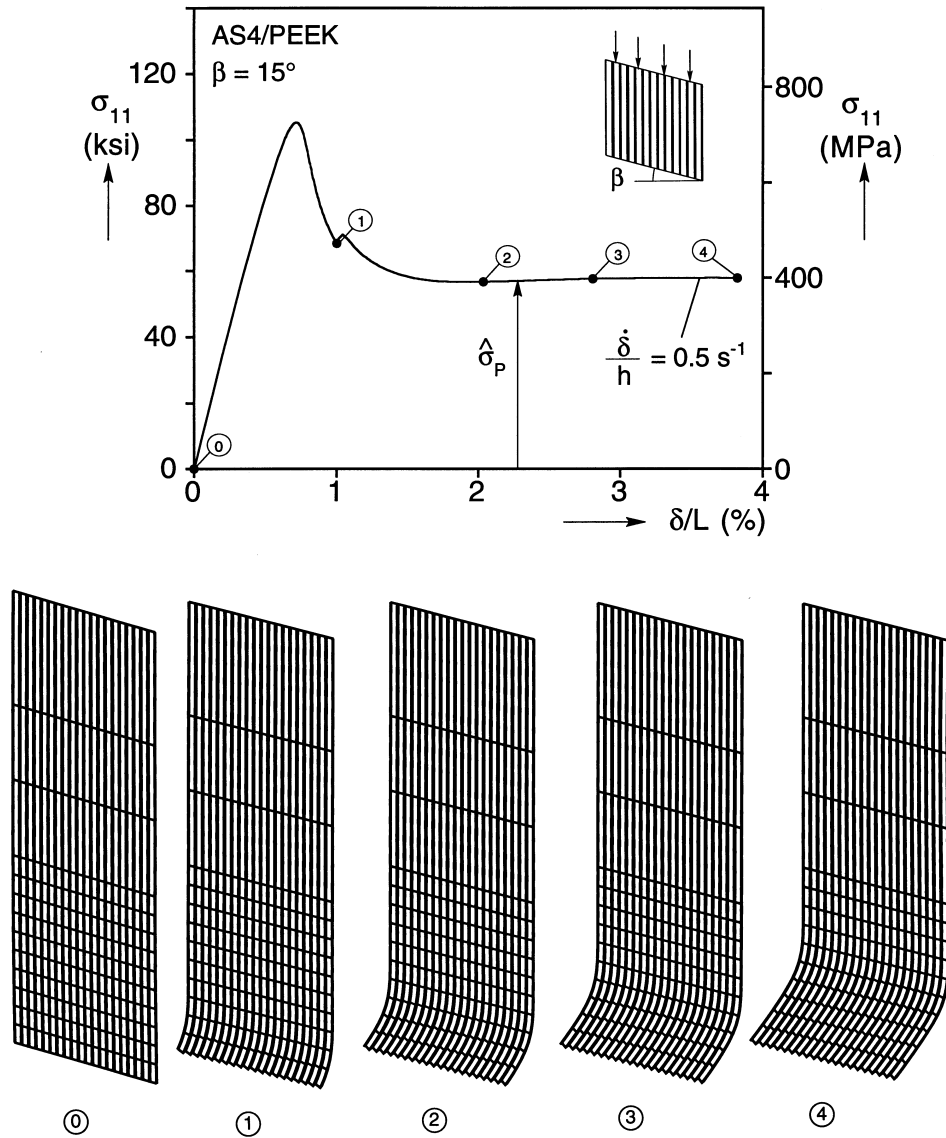 AS4/PEEK
β = 15°
σ₁₁
(ksi)
120
80
40
0
σ₁₁
(MPa)
800
400
0
β
⓪
①
②
③
④
σ̂ₚ
δ̇/h = 0.5 s⁻¹
0 1 2 3 4
δ/L (%)
⓪ ① ② ③ ④